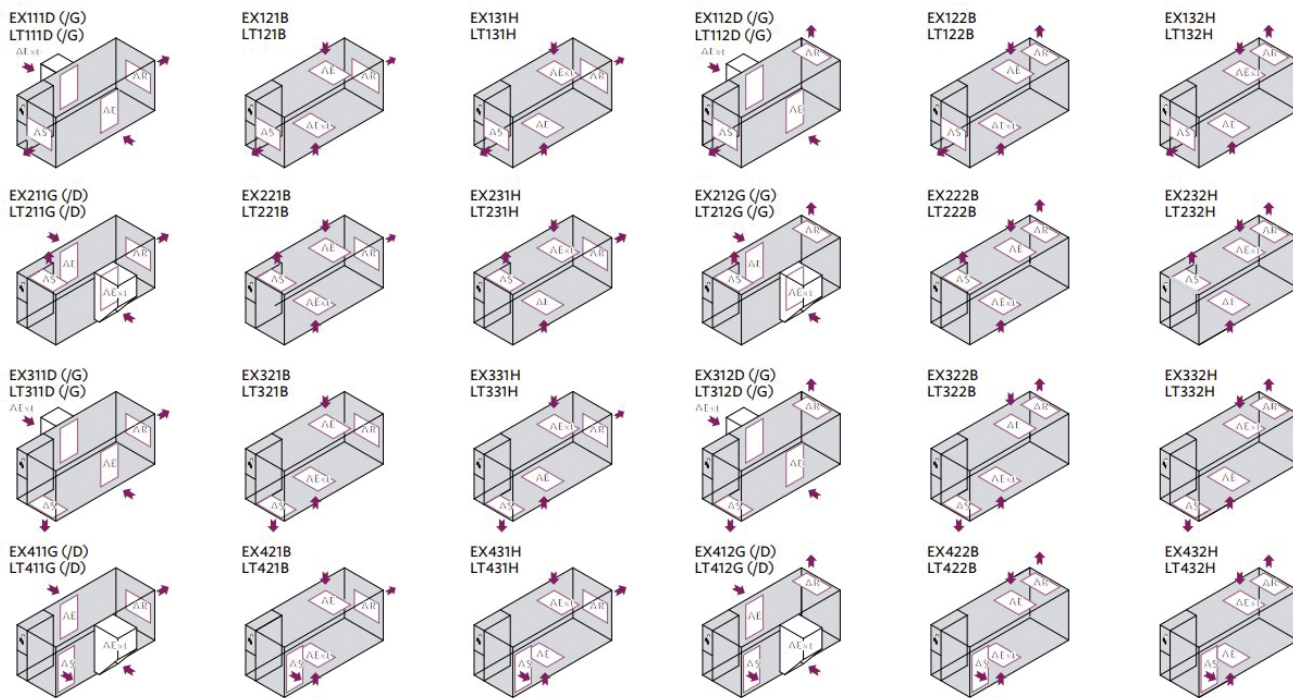 EX111D (/G)
LT111D (/G)
AExt
AR
AE
AS
EX121B
LT121B
AE
AR
AS
AExt
EX131H
LT131H
AExt
AR
AS
AE
EX112D (/G)
LT112D (/G)
AExt
AR
AE
AS
EX122B
LT122B
AR
AE
AS
AExt
EX132H
LT132H
AR
AExt
AS
AE
EX211G (/D)
LT211G (/D)
AR
AE
AS
AExt
EX221B
LT221B
AE
AR
AS
AExt
EX231H
LT231H
AExt
AR
AS
AE
EX212G (/G)
LT212G (/G)
AR
AE
AS
AExt
EX222B
LT222B
AR
AE
AS
AExt
EX232H
LT232H
AR
AExt
AS
AE
EX311D (/G)
LT311D (/G)
AExt
AR
AE
AS
EX321B
LT321B
AE
AR
AExt
AS
EX331H
LT331H
AExt
AR
AE
AS
EX312D (/G)
LT312D (/G)
AExt
AR
AE
AS
EX322B
LT322B
AR
AE
AExt
AS
EX332H
LT332H
AR
AExt
AE
AS
EX411G (/D)
LT411G (/D)
AR
AE
AExt
AS
EX421B
LT421B
AE
AR
AExt
AS
EX431H
LT431H
AExt
AR
AE
AS
EX412G (/D)
LT412G (/D)
AR
AE
AExt
AS
EX422B
LT422B
AR
AE
AExt
AS
EX432H
LT432H
AR
AExt
AE
AS